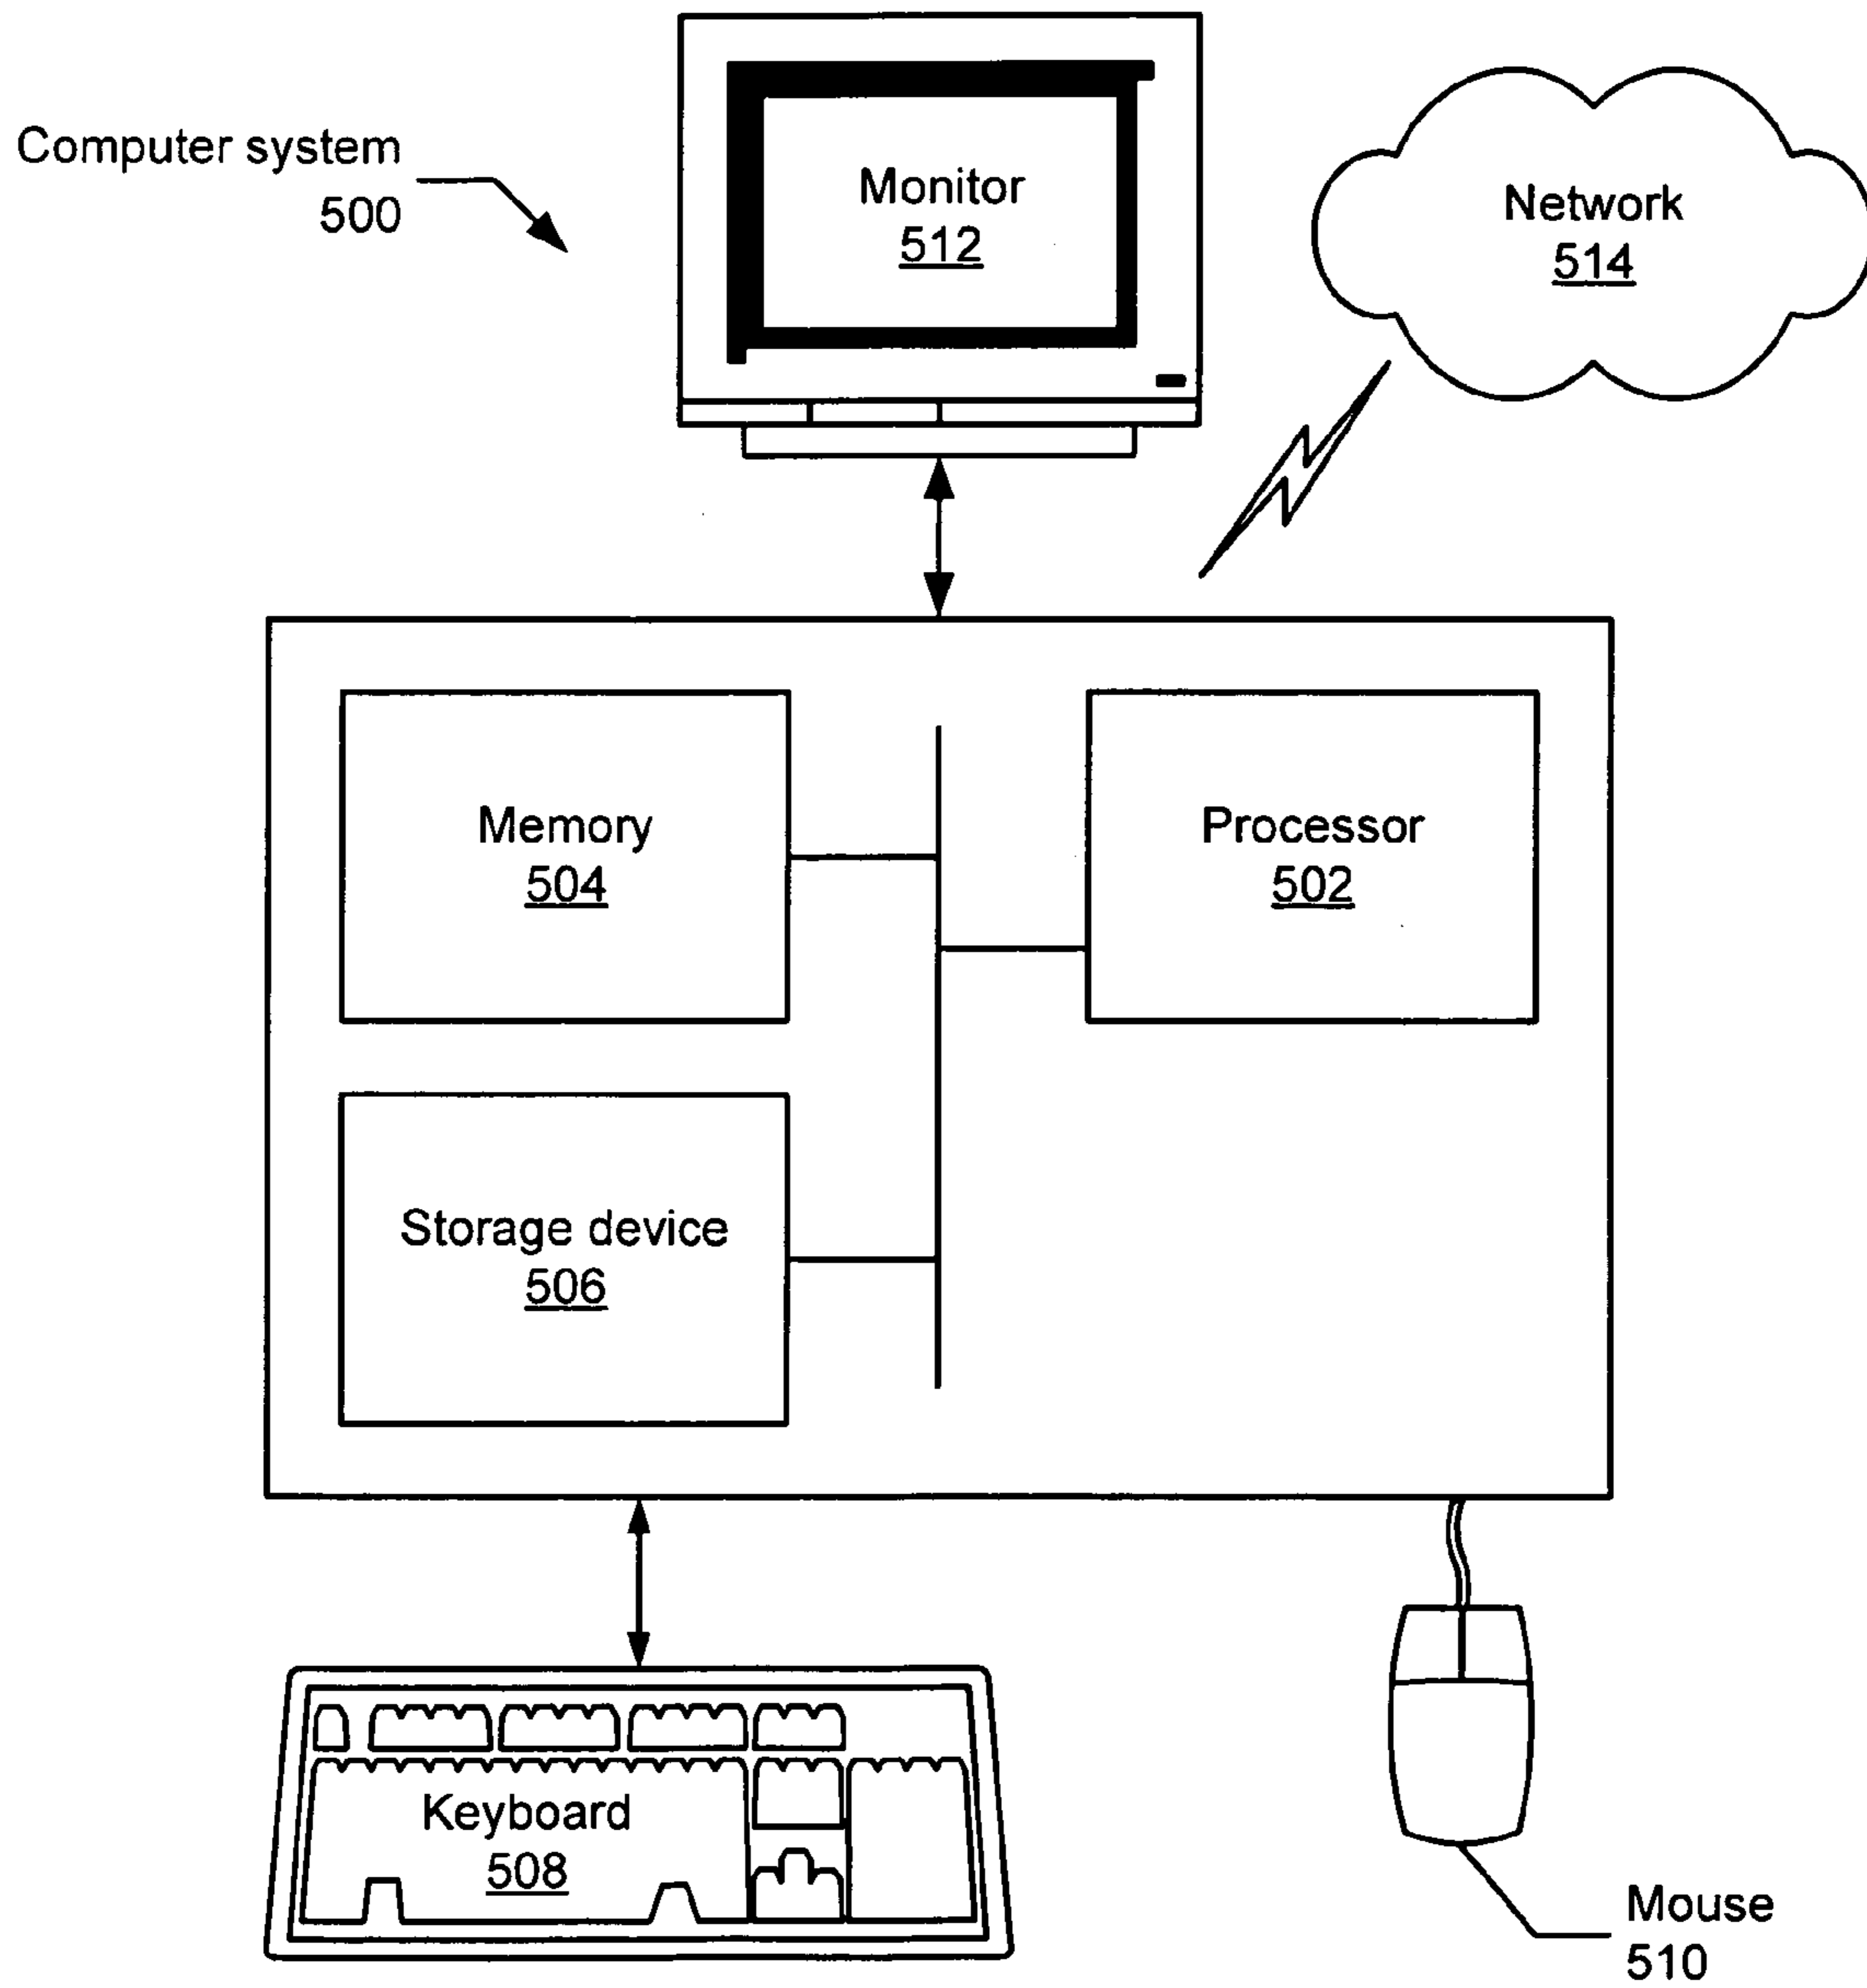 Computer system
500
Monitor
512
Network
514
Memory
504
Processor
502
Storage device
506
Keyboard
508
Mouse
510